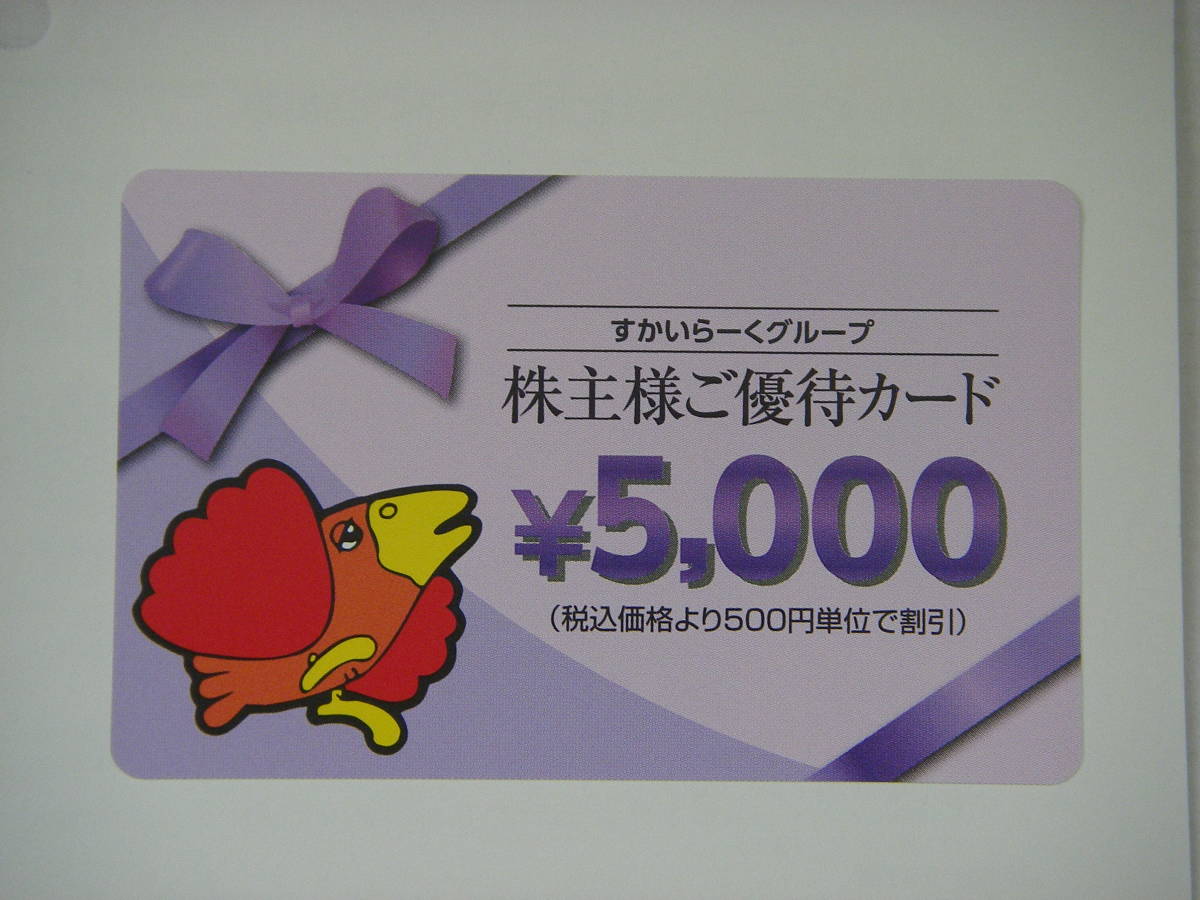 すかいらーくグループ
株主様ご優待カード
¥5,000
（税込価格より500円単位で割引）